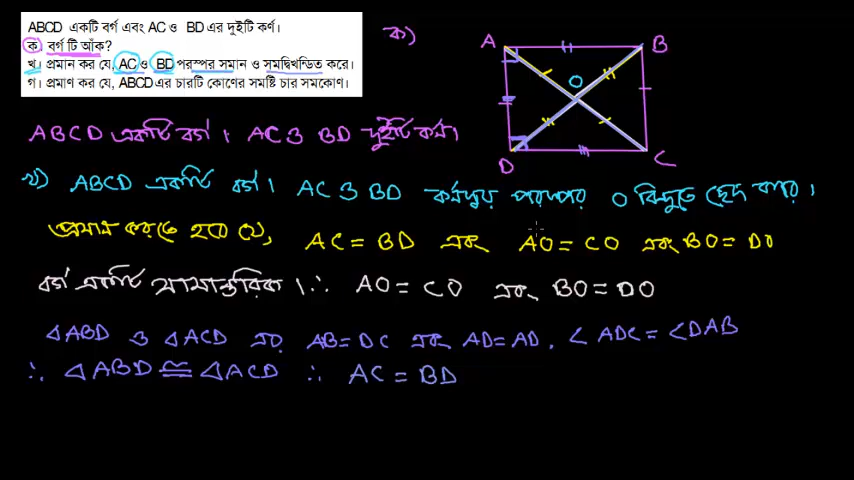 ABCD একটি বর্গ এবং AC ও BD এর দুইটি কর্ণ।
ক। বর্গ টি আঁক?
খ। প্রমান কর যে, AC ও BD পরস্পর সমান ও সমদ্বিখন্ডিত করে।
গ। প্রমাণ কর যে, ABCD এর চারটি কোণের সমষ্টি চার সমকোণ।
ক)
A B
O
D C
ABCD একটি বর্গ। AC ও BD দুইটি কর্ণ।
খ) ABCD একটি বর্গ। AC ও BD কর্ণদ্বয় পরস্পর O বিন্দুতে ছেদ করে।
প্রমান করতে হবে যে, AC = BD এবং AO = CO এবং BO = DO
বর্গ একটি সামান্তরিক। ∴ AO = CO এবং BO = DO
△ABD ও △ACD এর AB = DC এবং AD = AD, ∠ADC = ∠DAB
∴ △ABD ≅ △ACD ∴ AC = BD